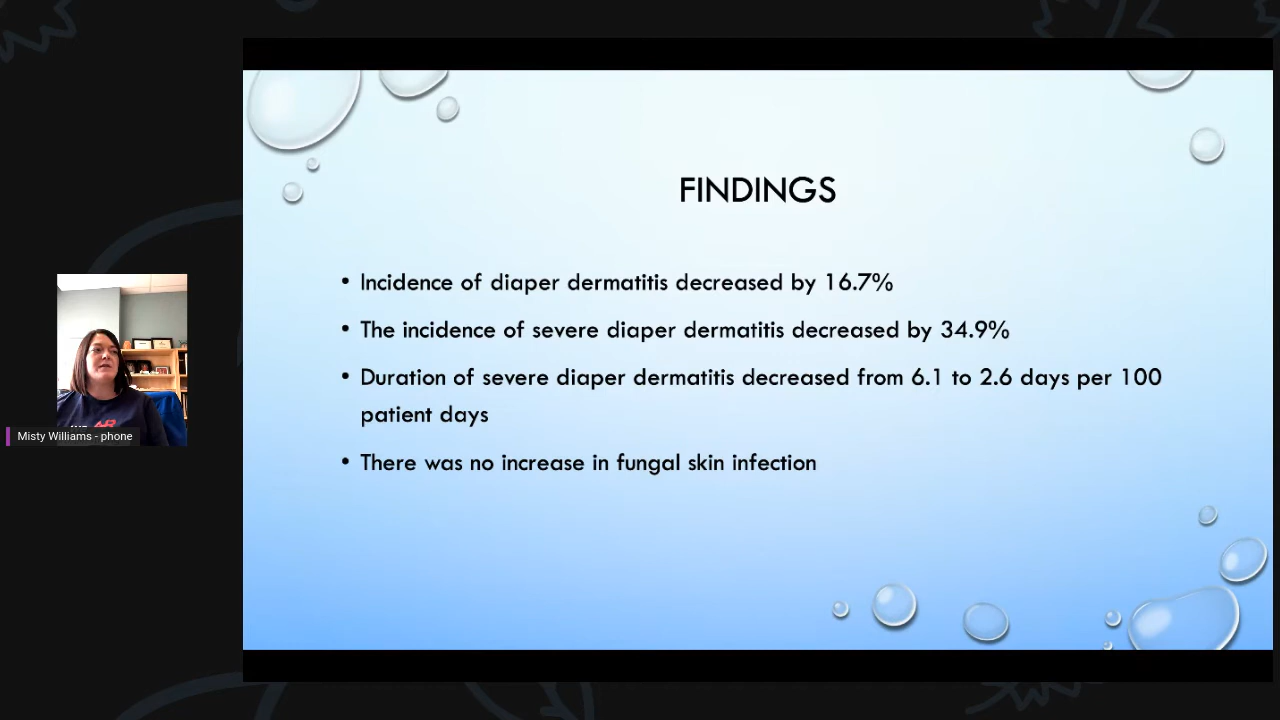 FINDINGS
• Incidence of diaper dermatitis decreased by 16.7%
• The incidence of severe diaper dermatitis decreased by 34.9%
• Duration of severe diaper dermatitis decreased from 6.1 to 2.6 days per 100
patient days
• There was no increase in fungal skin infection
Misty Williams - phone